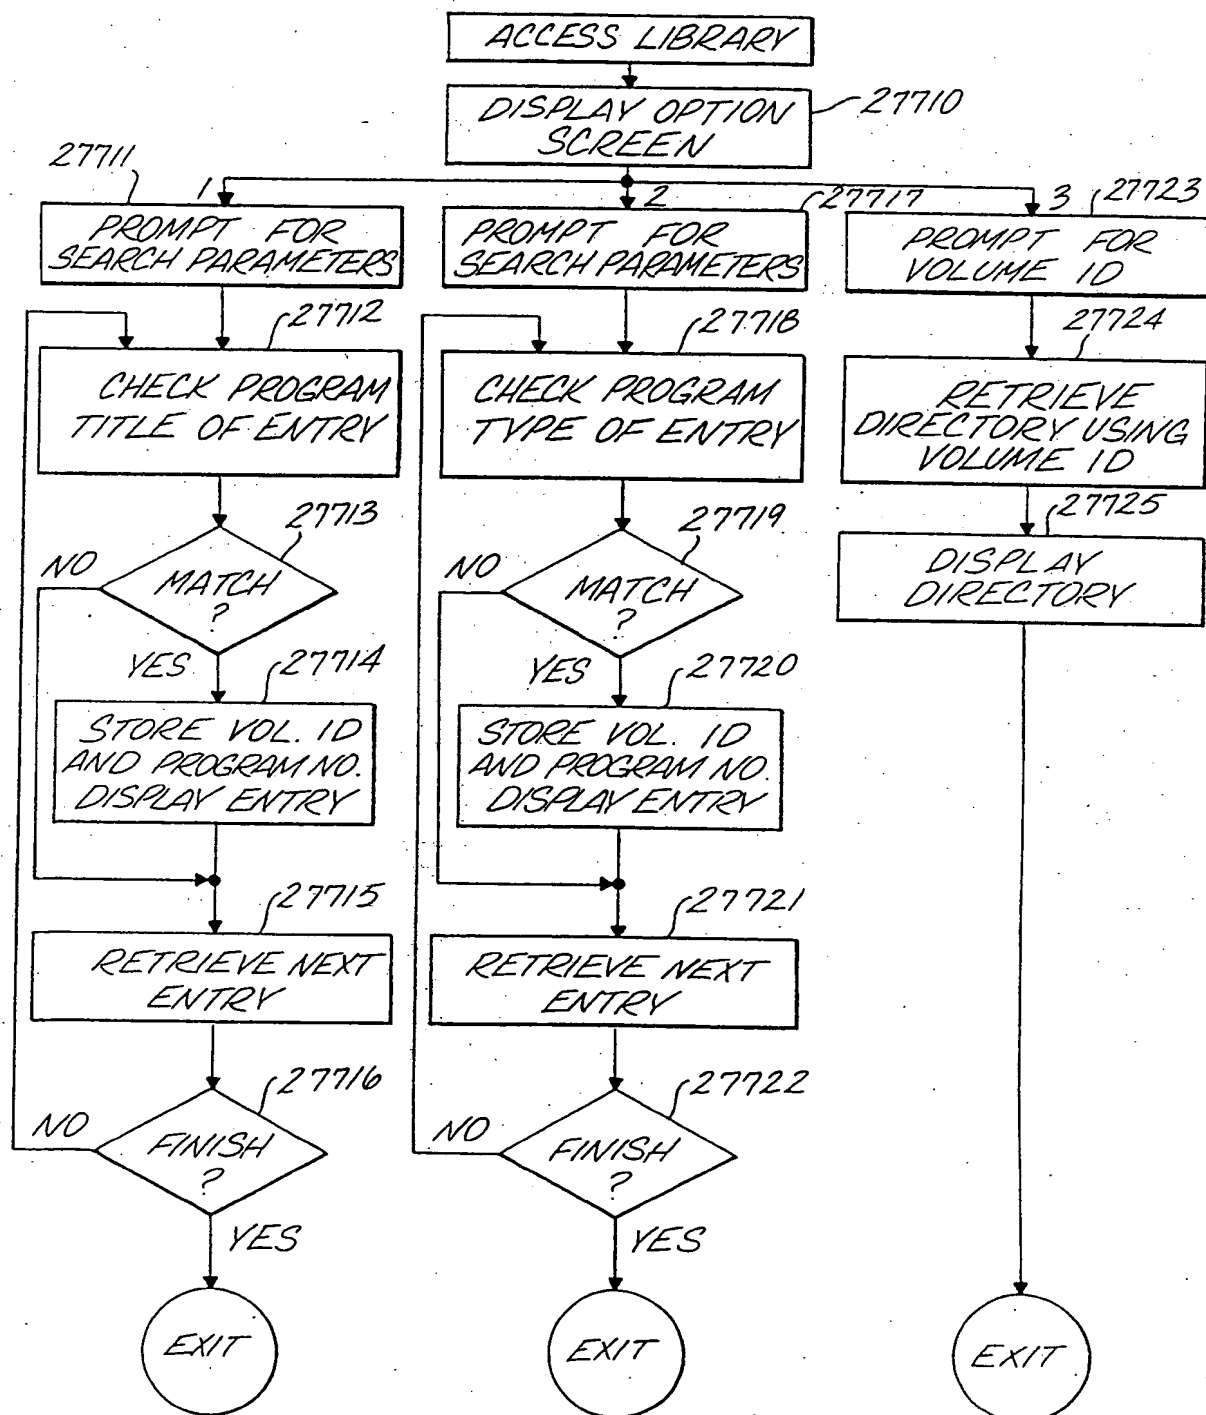 ACCESS LIBRARY
DISPLAY OPTION
SCREEN
27710
27711
1
PROMPT FOR
SEARCH PARAMETERS
27712
CHECK PROGRAM
TITLE OF ENTRY
27713
NO
MATCH
?
YES
27714
STORE VOL. ID
AND PROGRAM NO.
DISPLAY ENTRY
27715
RETRIEVE NEXT
ENTRY
27716
NO
FINISH
?
YES
EXIT
2
27717
PROMPT FOR
SEARCH PARAMETERS
27718
CHECK PROGRAM
TYPE OF ENTRY
27719
NO
MATCH
?
YES
27720
STORE VOL. ID
AND PROGRAM NO.
DISPLAY ENTRY
27721
RETRIEVE NEXT
ENTRY
27722
NO
FINISH
?
YES
EXIT
3
27723
PROMPT FOR
VOLUME ID
27724
RETRIEVE
DIRECTORY USING
VOLUME ID
27725
DISPLAY
DIRECTORY
EXIT